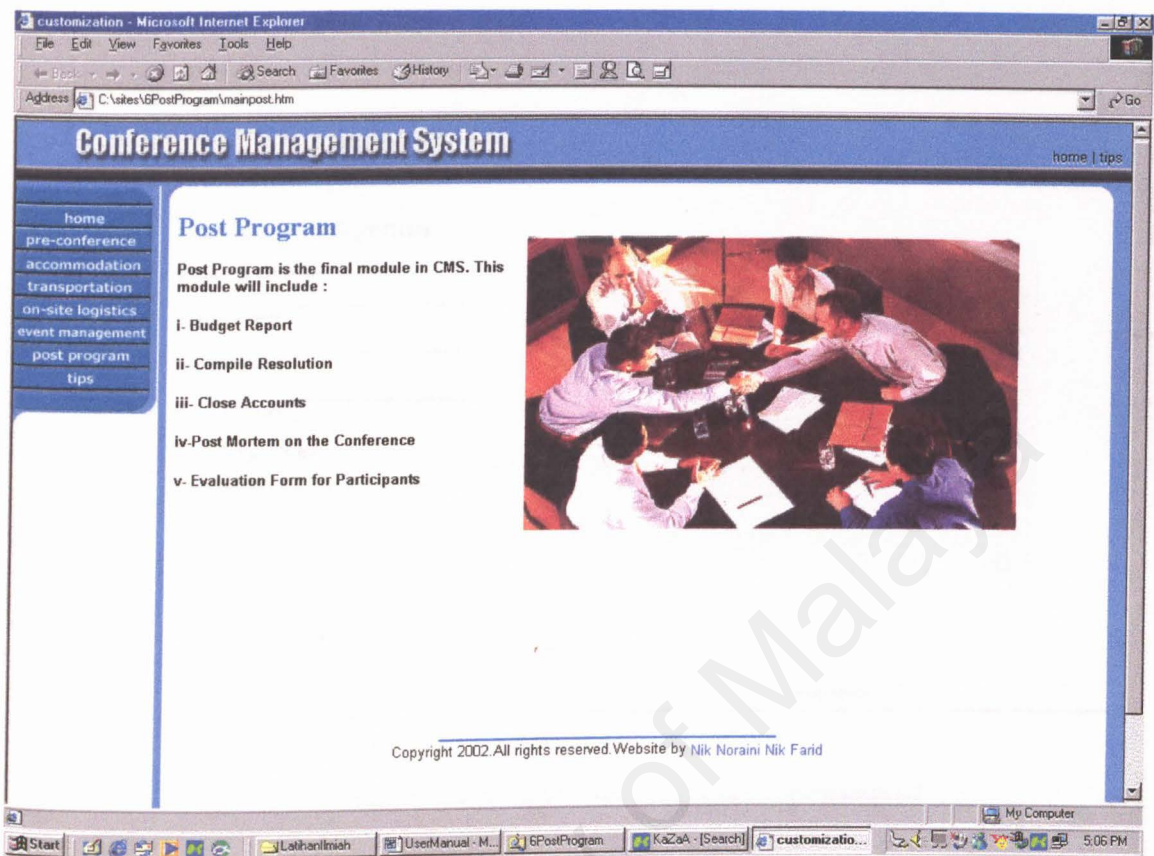 customization - Microsoft Internet Explorer
File Edit View Favorites Tools Help
Back Search Favorites History
Address C:\sites\6PostProgram\mainpost.htm Go
Conference Management System
home | tips
home
pre-conference
accommodation
transportation
on-site logistics
event management
post program
tips
Post Program
Post Program is the final module in CMS. This
module will include :
i- Budget Report
ii- Compile Resolution
iii- Close Accounts
iv-Post Mortem on the Conference
v- Evaluation Form for Participants
Copyright 2002.All rights reserved.Website by Nik Noraini Nik Farid
My Computer
Start LatihanIlmiah UserManual - M... 6PostProgram KaZaA - [Search] customizatio... 5:06 PM
of Malaya